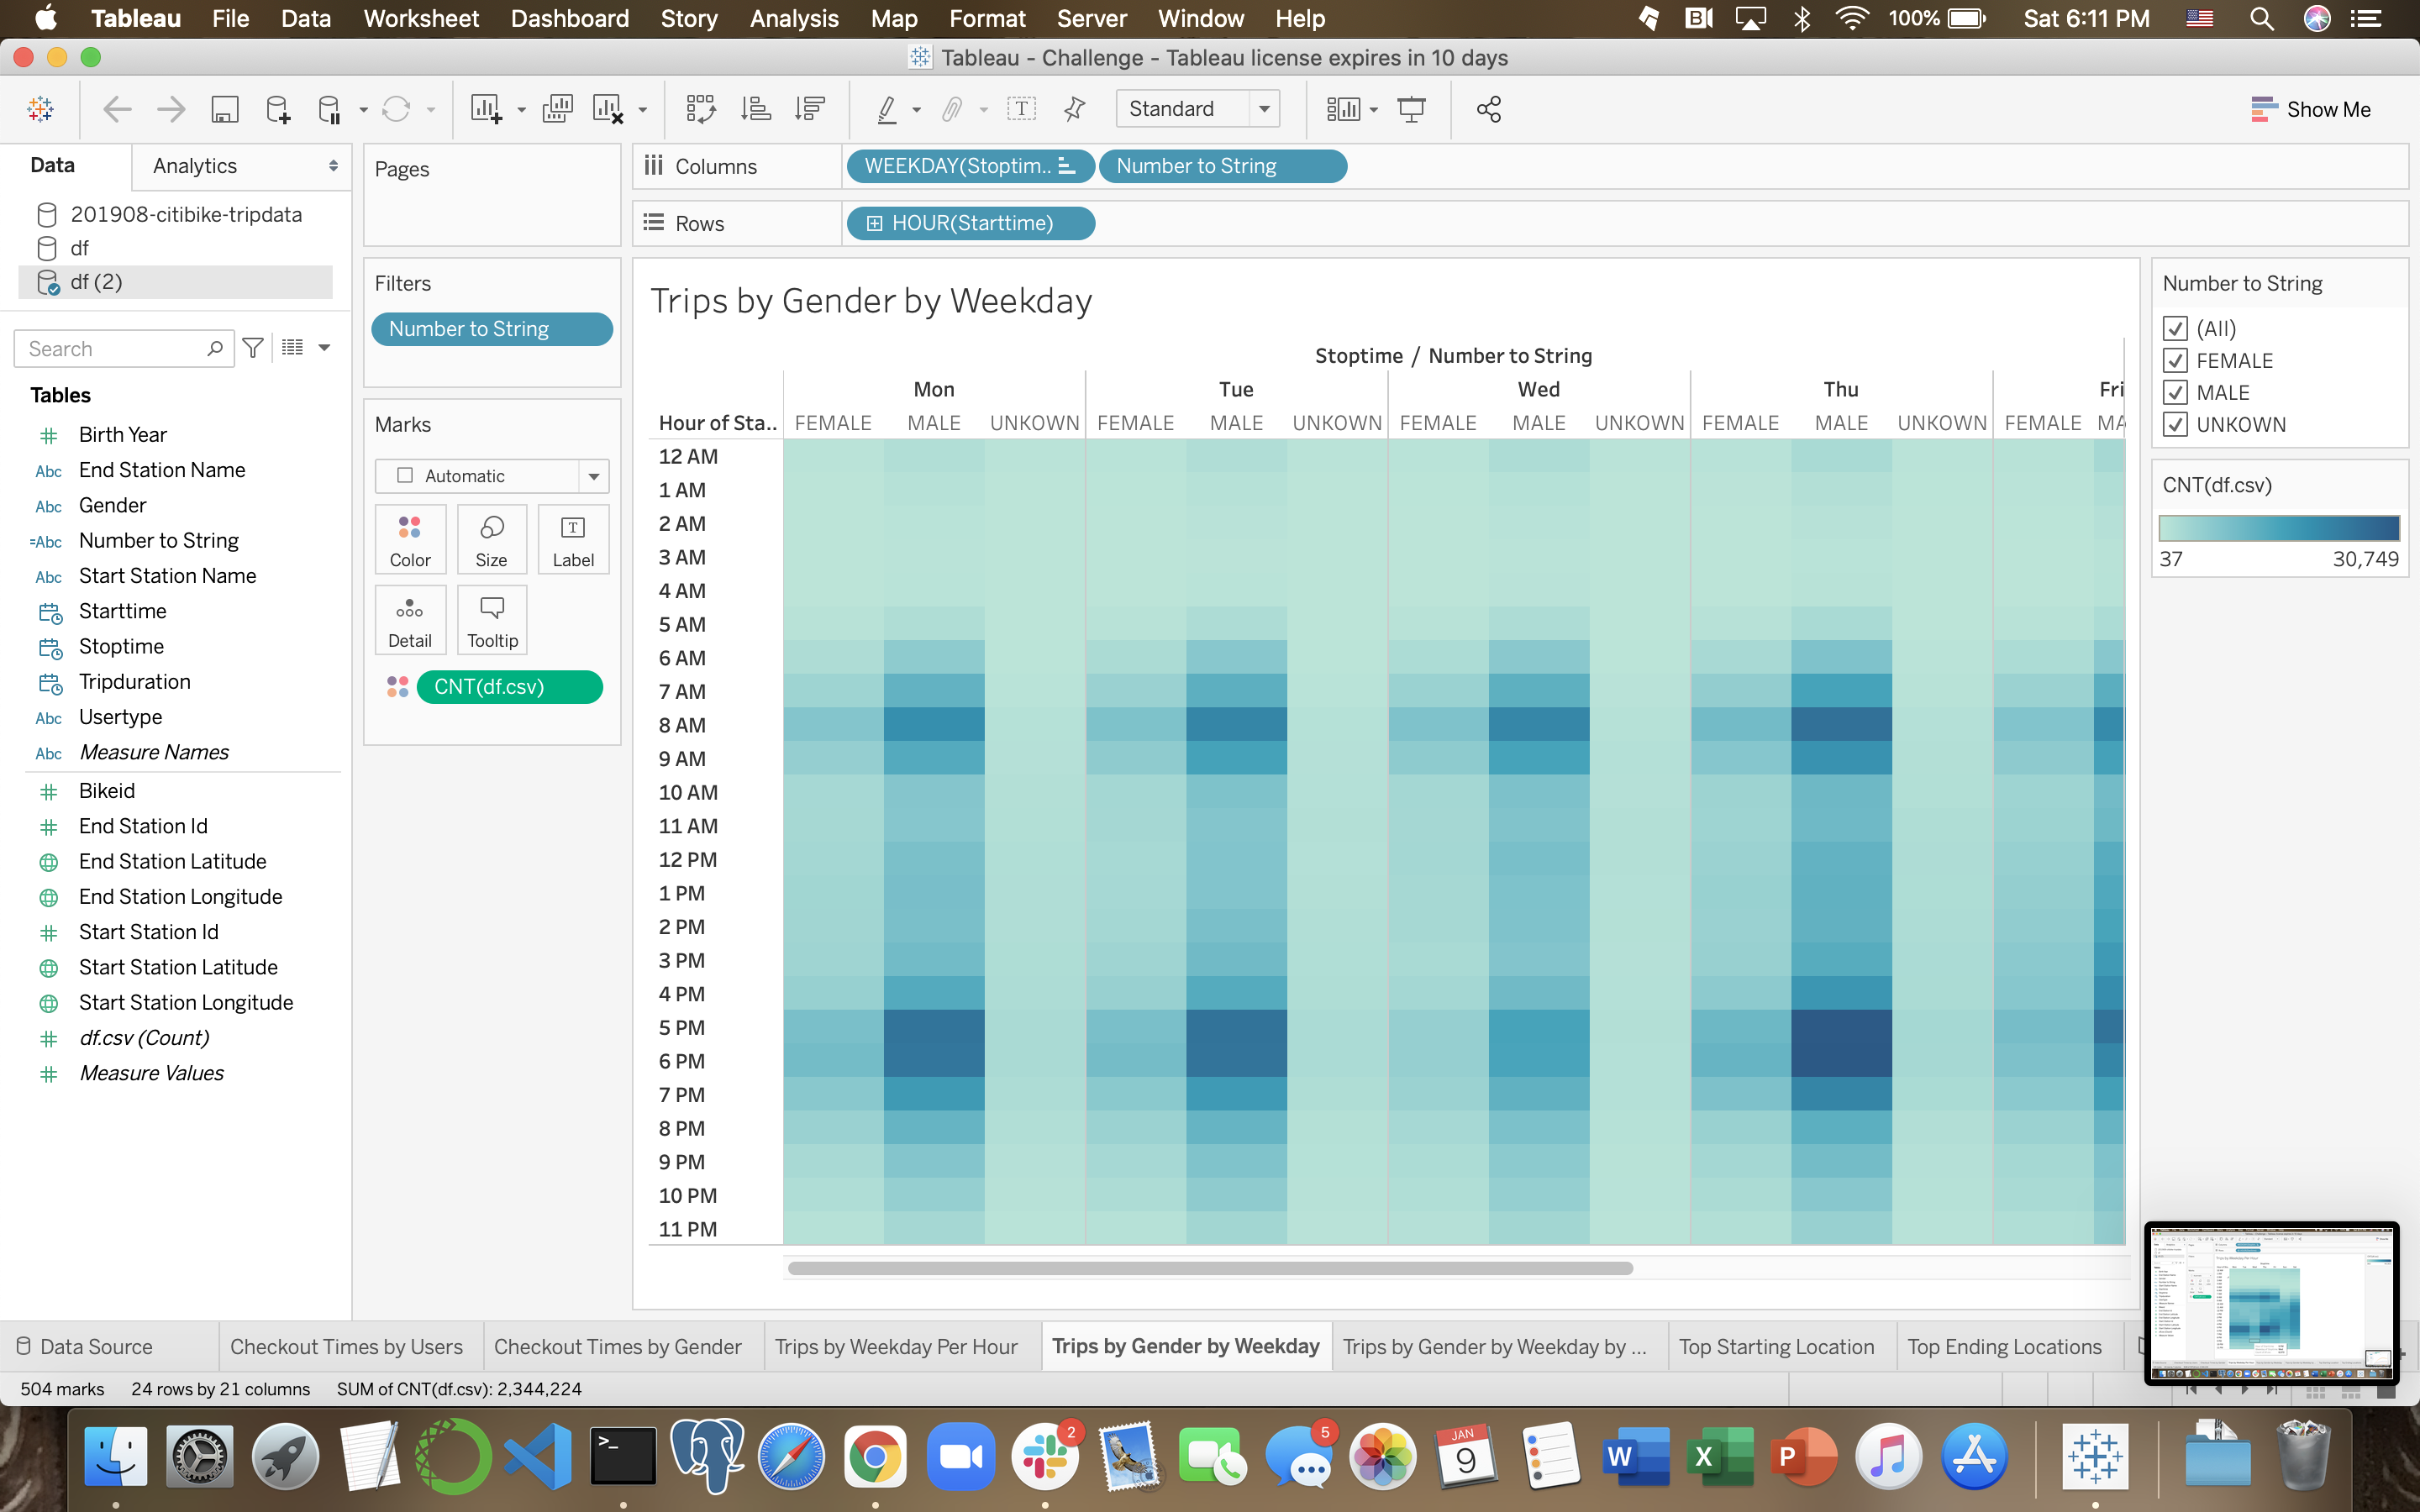 Tableau File Data Worksheet Dashboard Story Analysis Map Format Server Window Help 100% Sat 6:11 PM
Tableau - Challenge - Tableau license expires in 10 days
Standard Show Me
Data Analytics
201908-citibike-tripdata
df
df (2)
Search
Tables
# Birth Year
Abc End Station Name
Abc Gender
=Abc Number to String
Abc Start Station Name
Starttime
Stoptime
Tripduration
Abc Usertype
Abc Measure Names
# Bikeid
# End Station Id
End Station Latitude
End Station Longitude
# Start Station Id
Start Station Latitude
Start Station Longitude
# df.csv (Count)
# Measure Values
Pages
Filters
Number to String
Marks
Automatic
Color Size Label
Detail Tooltip
CNT(df.csv)
Columns WEEKDAY(Stoptim.. Number to String
Rows HOUR(Starttime)
Trips by Gender by Weekday
Stoptime / Number to String
Mon Tue Wed Thu Fri
Hour of Sta.. FEMALE MALE UNKOWN FEMALE MALE UNKOWN FEMALE MALE UNKOWN FEMALE MALE UNKOWN FEMALE MA
12 AM
1 AM
2 AM
3 AM
4 AM
5 AM
6 AM
7 AM
8 AM
9 AM
10 AM
11 AM
12 PM
1 PM
2 PM
3 PM
4 PM
5 PM
6 PM
7 PM
8 PM
9 PM
10 PM
11 PM
Number to String
(All)
FEMALE
MALE
UNKOWN
CNT(df.csv)
37 30,749
Data Source Checkout Times by Users Checkout Times by Gender Trips by Weekday Per Hour Trips by Gender by Weekday Trips by Gender by Weekday by ... Top Starting Location Top Ending Locations
504 marks 24 rows by 21 columns SUM of CNT(df.csv): 2,344,224
2 5 JAN 9 W X P